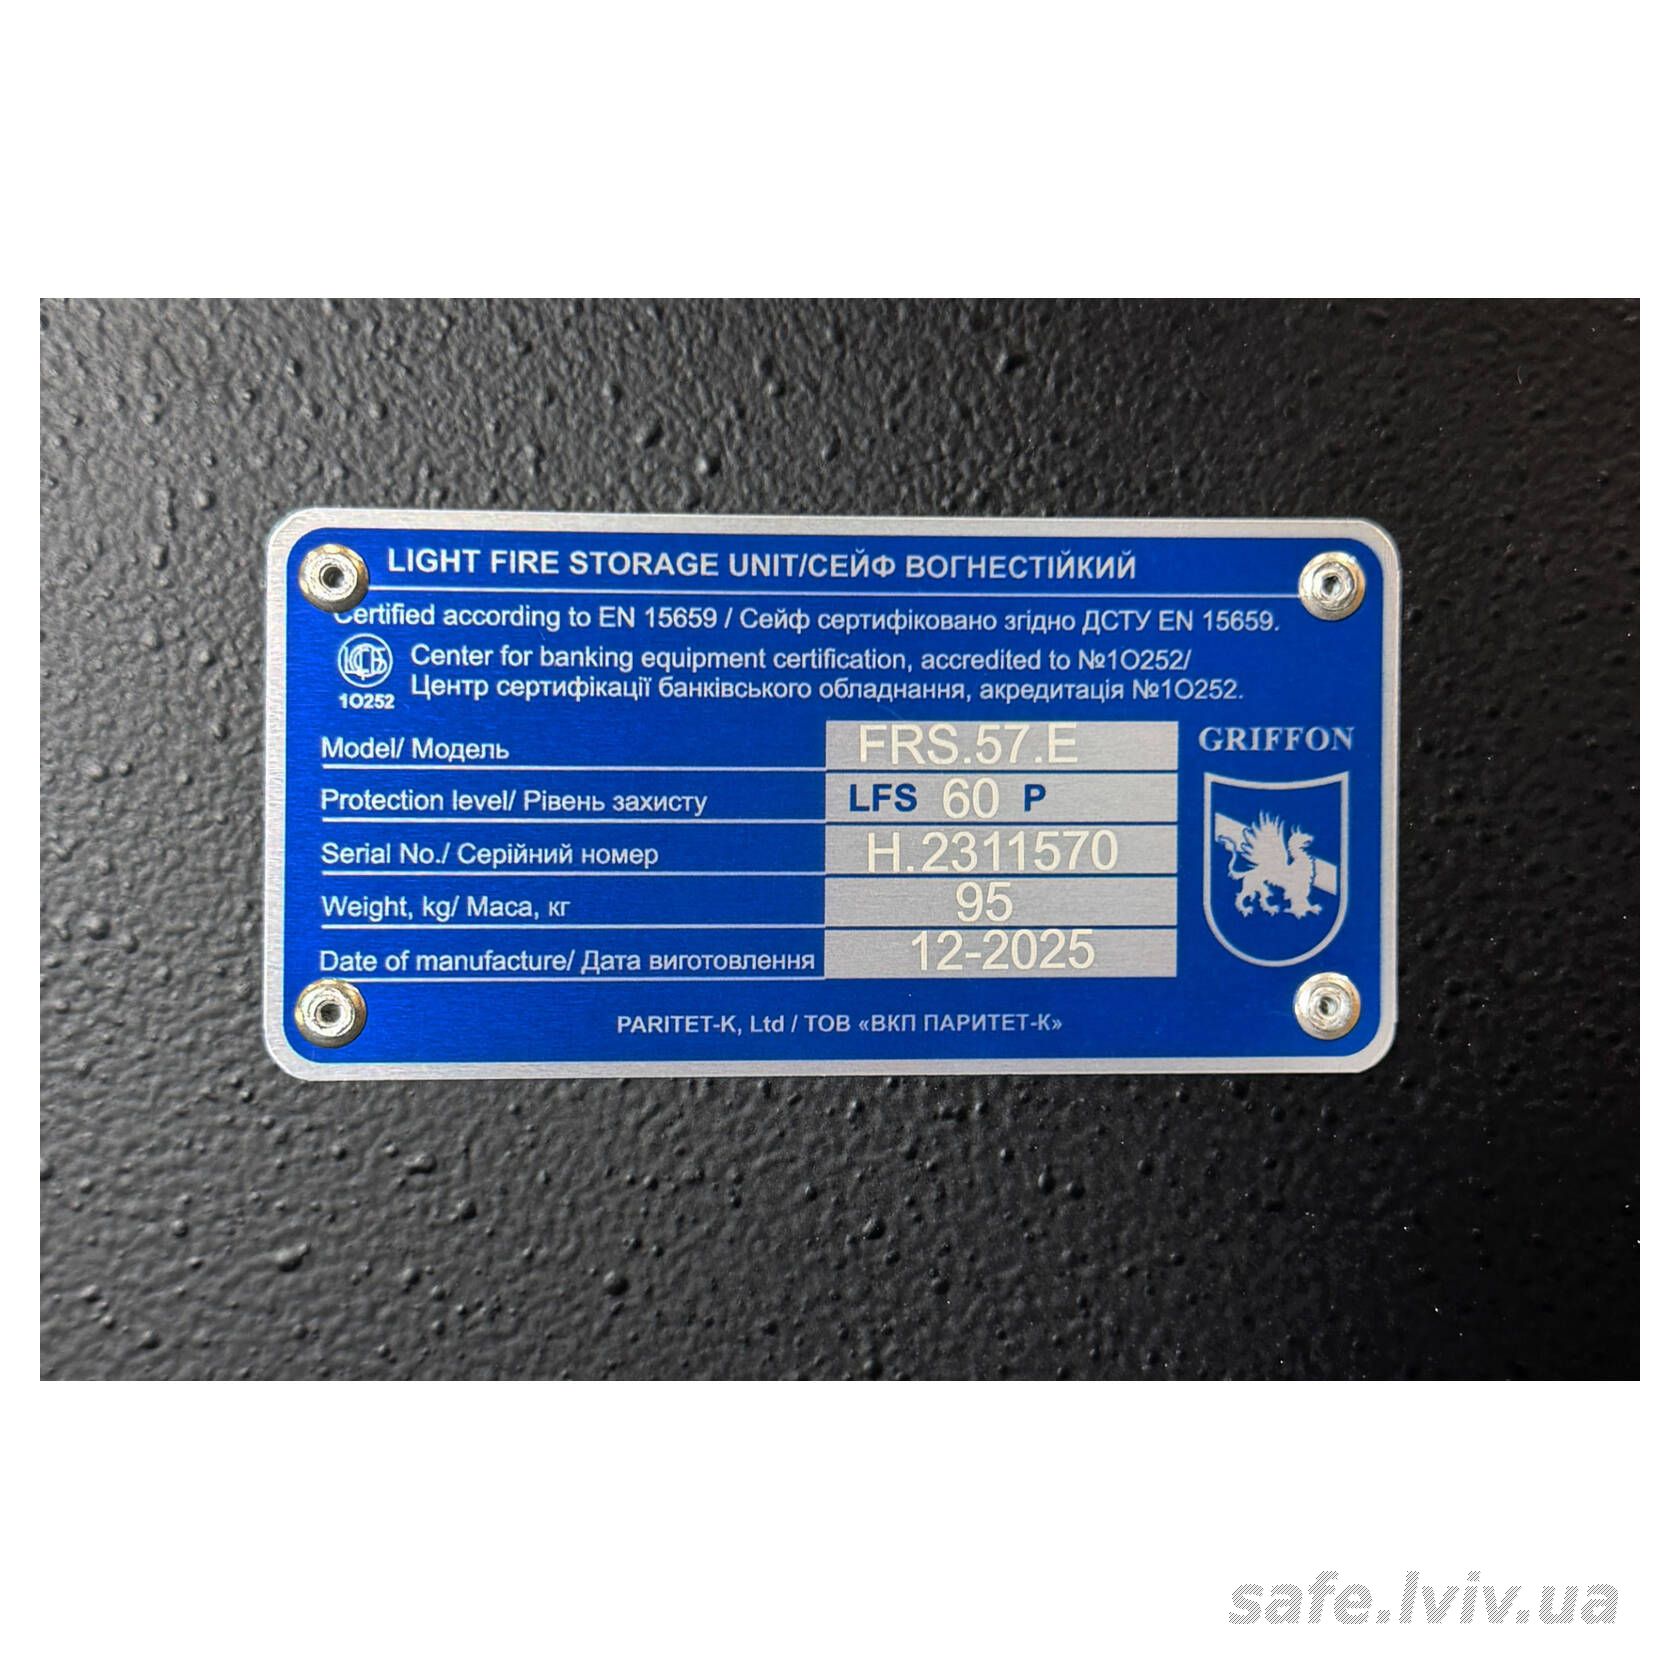 LIGHT FIRE STORAGE UNIT/СЕЙФ ВОГНЕСТІЙКИЙ
Certified according to EN 15659 / Сейф сертифіковано згідно ДСТУ EN 15659.
Center for banking equipment certification, accredited to №1O252/
Центр сертифікації банківського обладнання, акредитація №1O252.
1O252
Model/ Модель FRS.57.E
Protection level/ Рівень захисту LFS 60 P
Serial No./ Серійний номер H.2311570
Weight, kg/ Маса, кг 95
Date of manufacture/ Дата виготовлення 12-2025
GRIFFON
PARITET-K, Ltd / ТОВ «ВКП ПАРИТЕТ-К»
safe.lviv.ua